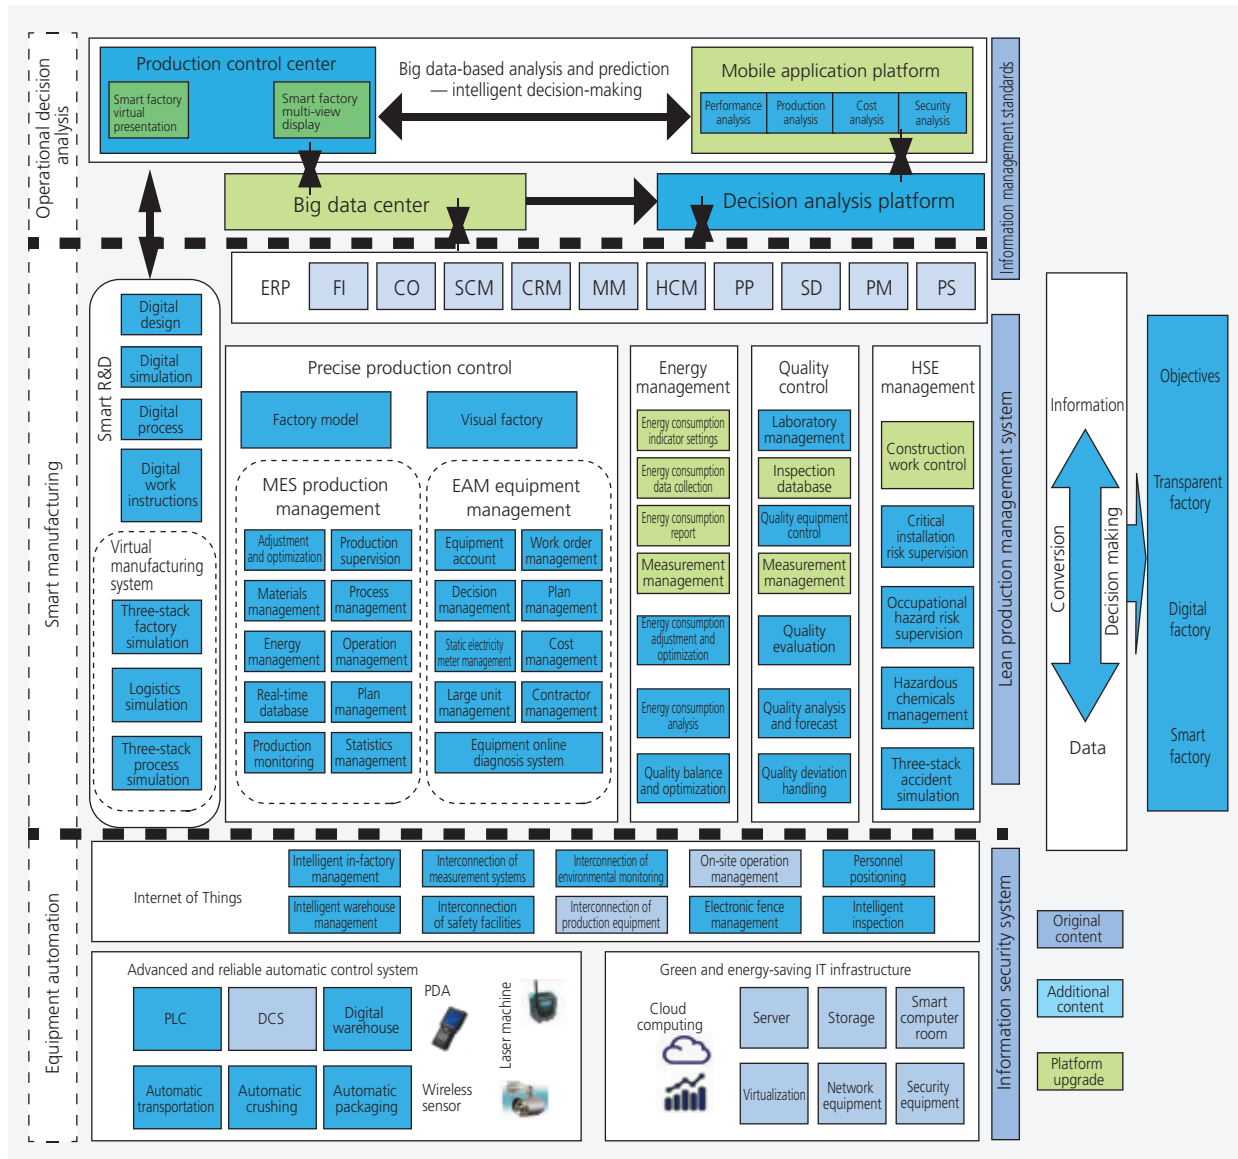 Operational decision
analysis
Production control center
Smart factory
virtual
presentation
Smart factory
multi-view
display
Big data-based analysis and prediction
— intelligent decision-making
Mobile application platform
Performance
analysis
Production
analysis
Cost
analysis
Security
analysis
Big data center
Decision analysis platform
Information management standards
Smart manufacturing
ERP
FI
CO
SCM
CRM
MM
HCM
PP
SD
PM
PS
Smart R&D
Digital
design
Digital
simulation
Digital
process
Digital
work
instructions
Virtual
manufacturing
system
Three-stack
factory
simulation
Logistics
simulation
Three-stack
process
simulation
Precise production control
Factory model
Visual factory
MES production
management
Adjustment
and optimization
Production
supervision
Materials
management
Process
management
Energy
management
Operation
management
Real-time
database
Plan
management
Production
monitoring
Statistics
management
EAM equipment
management
Equipment
account
Work order
management
Decision
management
Plan
management
Static electricity
meter management
Cost
management
Large unit
management
Contractor
management
Equipment online
diagnosis system
Energy
management
Energy consumption
indicator settings
Energy consumption
data collection
Energy consumption
report
Measurement
management
Energy consumption
adjustment and
optimization
Energy consumption
analysis
Quality balance
and optimization
Quality
control
Laboratory
management
Inspection
database
Quality equipment
control
Measurement
management
Quality
evaluation
Quality analysis
and forecast
Quality deviation
handling
HSE
management
Construction
work control
Critical
installation
risk supervision
Occupational
hazard risk
supervision
Hazardous
chemicals
management
Three-stack
accident
simulation
Lean production management system
Information
Conversion
Decision making
Data
Objectives
Transparent
factory
Digital
factory
Smart
factory
Equipment automation
Internet of Things
Intelligent in-factory
management
Interconnection of
measurement systems
Interconnection of
environmental monitoring
On-site operation
management
Personnel
positioning
Intelligent warehouse
management
Interconnection
of safety facilities
Interconnection of
production equipment
Electronic fence
management
Intelligent
inspection
Advanced and reliable automatic control system
PLC
DCS
Digital
warehouse
PDA
Laser machine
Automatic
transportation
Automatic
crushing
Automatic
packaging
Wireless
sensor
Green and energy-saving IT infrastructure
Cloud
computing
Server
Storage
Smart
computer
room
Virtualization
Network
equipment
Security
equipment
Information security system
Original
content
Additional
content
Platform
upgrade